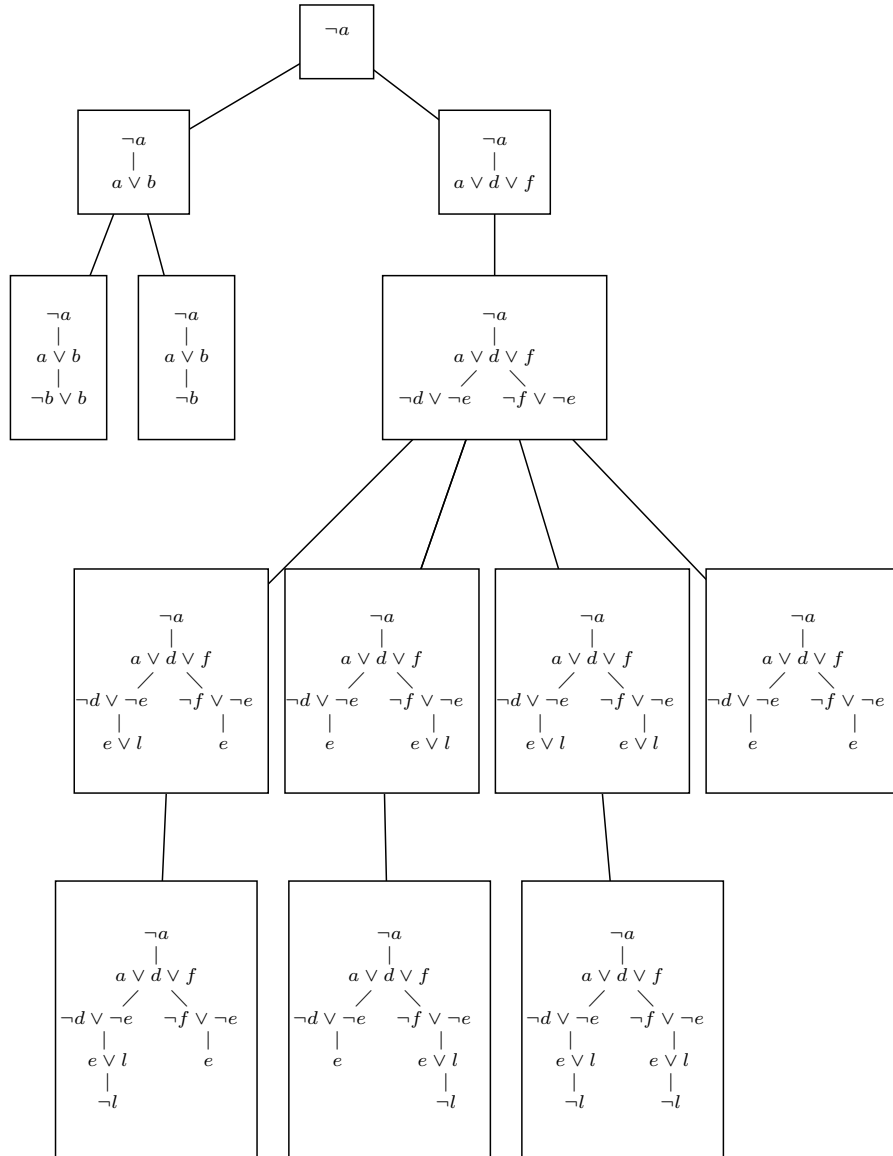 ¬a
¬a
a ∨ b
¬a
a ∨ d ∨ f
¬a
a ∨ b
¬b ∨ b
¬a
a ∨ b
¬b
¬a
a ∨ d ∨ f
¬d ∨ ¬e ¬f ∨ ¬e
¬a
a ∨ d ∨ f
¬d ∨ ¬e ¬f ∨ ¬e
e ∨ l e
¬a
a ∨ d ∨ f
¬d ∨ ¬e ¬f ∨ ¬e
e e ∨ l
¬a
a ∨ d ∨ f
¬d ∨ ¬e ¬f ∨ ¬e
e ∨ l e ∨ l
¬a
a ∨ d ∨ f
¬d ∨ ¬e ¬f ∨ ¬e
e e
¬a
a ∨ d ∨ f
¬d ∨ ¬e ¬f ∨ ¬e
e ∨ l e
¬l
¬a
a ∨ d ∨ f
¬d ∨ ¬e ¬f ∨ ¬e
e e ∨ l
¬l
¬a
a ∨ d ∨ f
¬d ∨ ¬e ¬f ∨ ¬e
e ∨ l e ∨ l
¬l ¬l